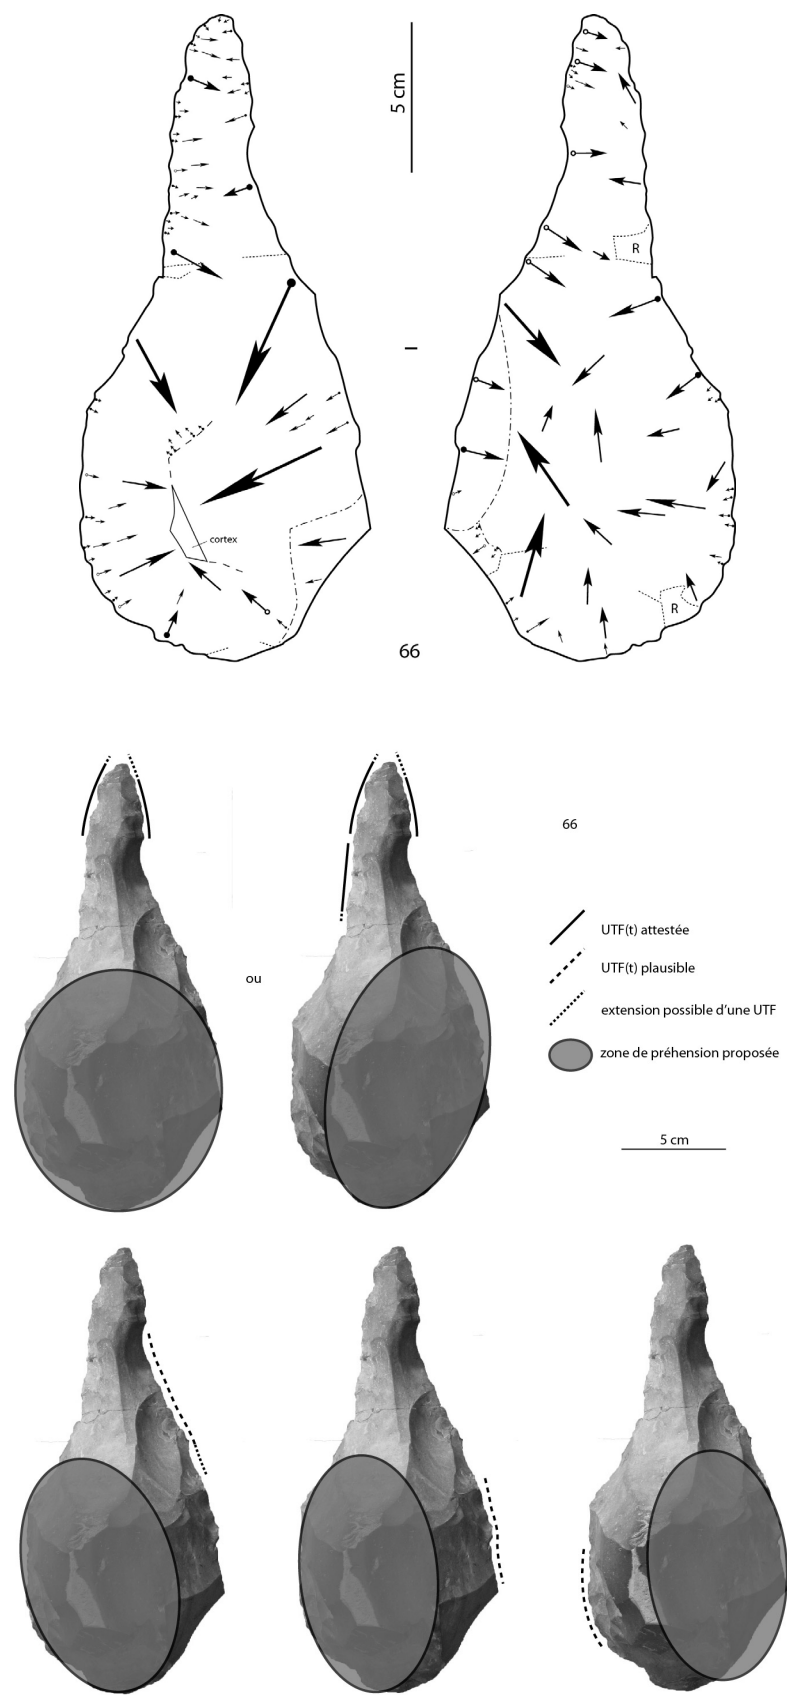 5 cm
R
cortex
R
66
66
UTF(t) attestée
ou
UTF(t) plausible
extension possible d'une UTF
zone de préhension proposée
5 cm